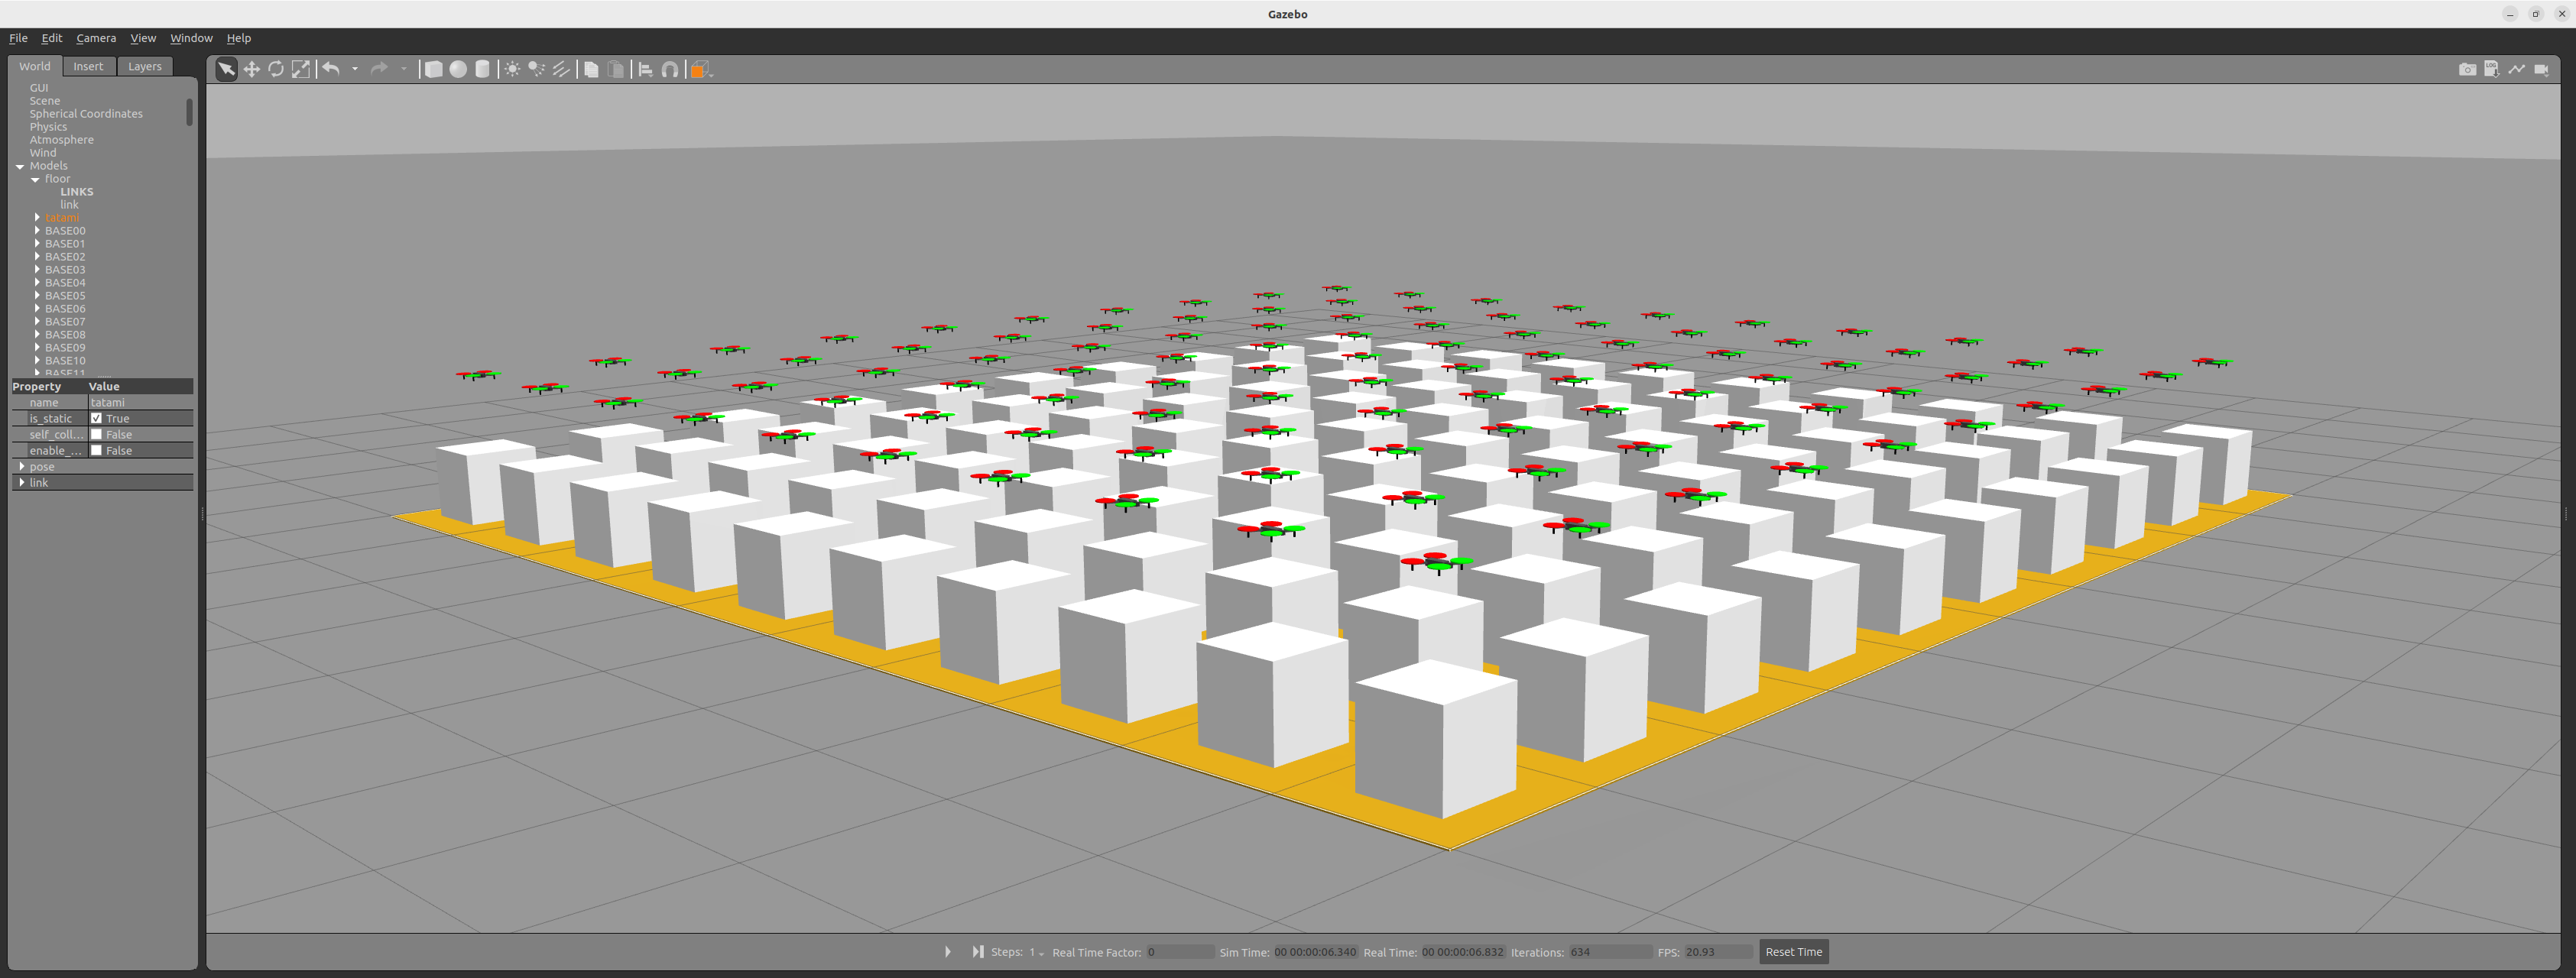 Gazebo
File Edit Camera View Window Help
World Insert Layers
GUI
Scene
Spherical Coordinates
Physics
Atmosphere
Wind
Models
floor
LINKS
link
tatami
BASE00
BASE01
BASE02
BASE03
BASE04
BASE05
BASE06
BASE07
BASE08
BASE09
BASE10
BASE11
Property Value
name tatami
is_static True
self_coll... False
enable_... False
pose
link
LOG
Steps: 1 Real Time Factor: 0 Sim Time: 00 00:00:06.340 Real Time: 00 00:00:06.832 Iterations: 634 FPS: 20.93 Reset Time